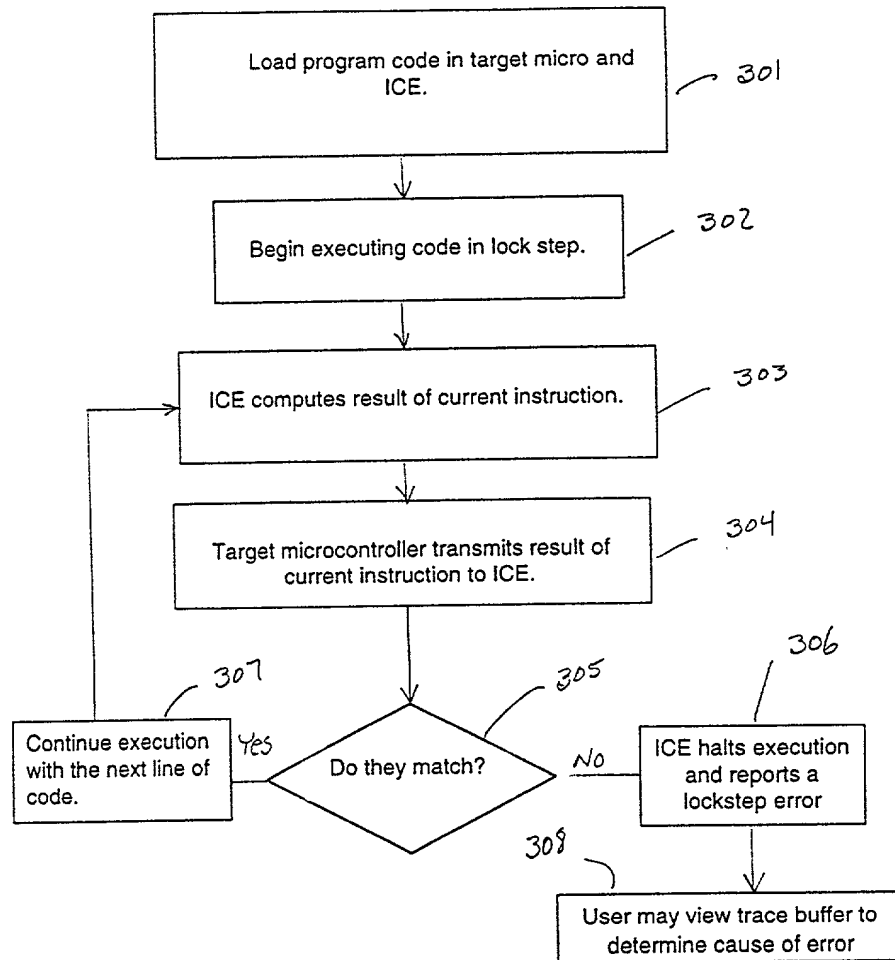 Load program code in target micro and
ICE.
301
Begin executing code in lock step.
302
ICE computes result of current instruction.
303
Target microcontroller transmits result of
current instruction to ICE.
304
Do they match?
305
Yes
Continue execution
with the next line of
code.
307
No
ICE halts execution
and reports a
lockstep error
306
User may view trace buffer to
determine cause of error
308